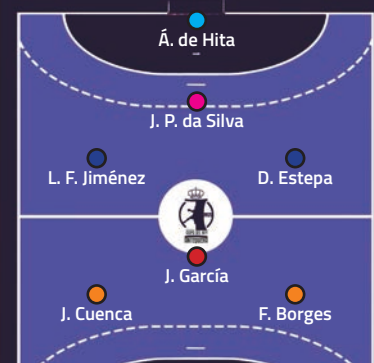 Á. de Hita
J. P. da Silva
L. F. Jiménez
D. Estepa
J. García
J. Cuenca
F. Borges